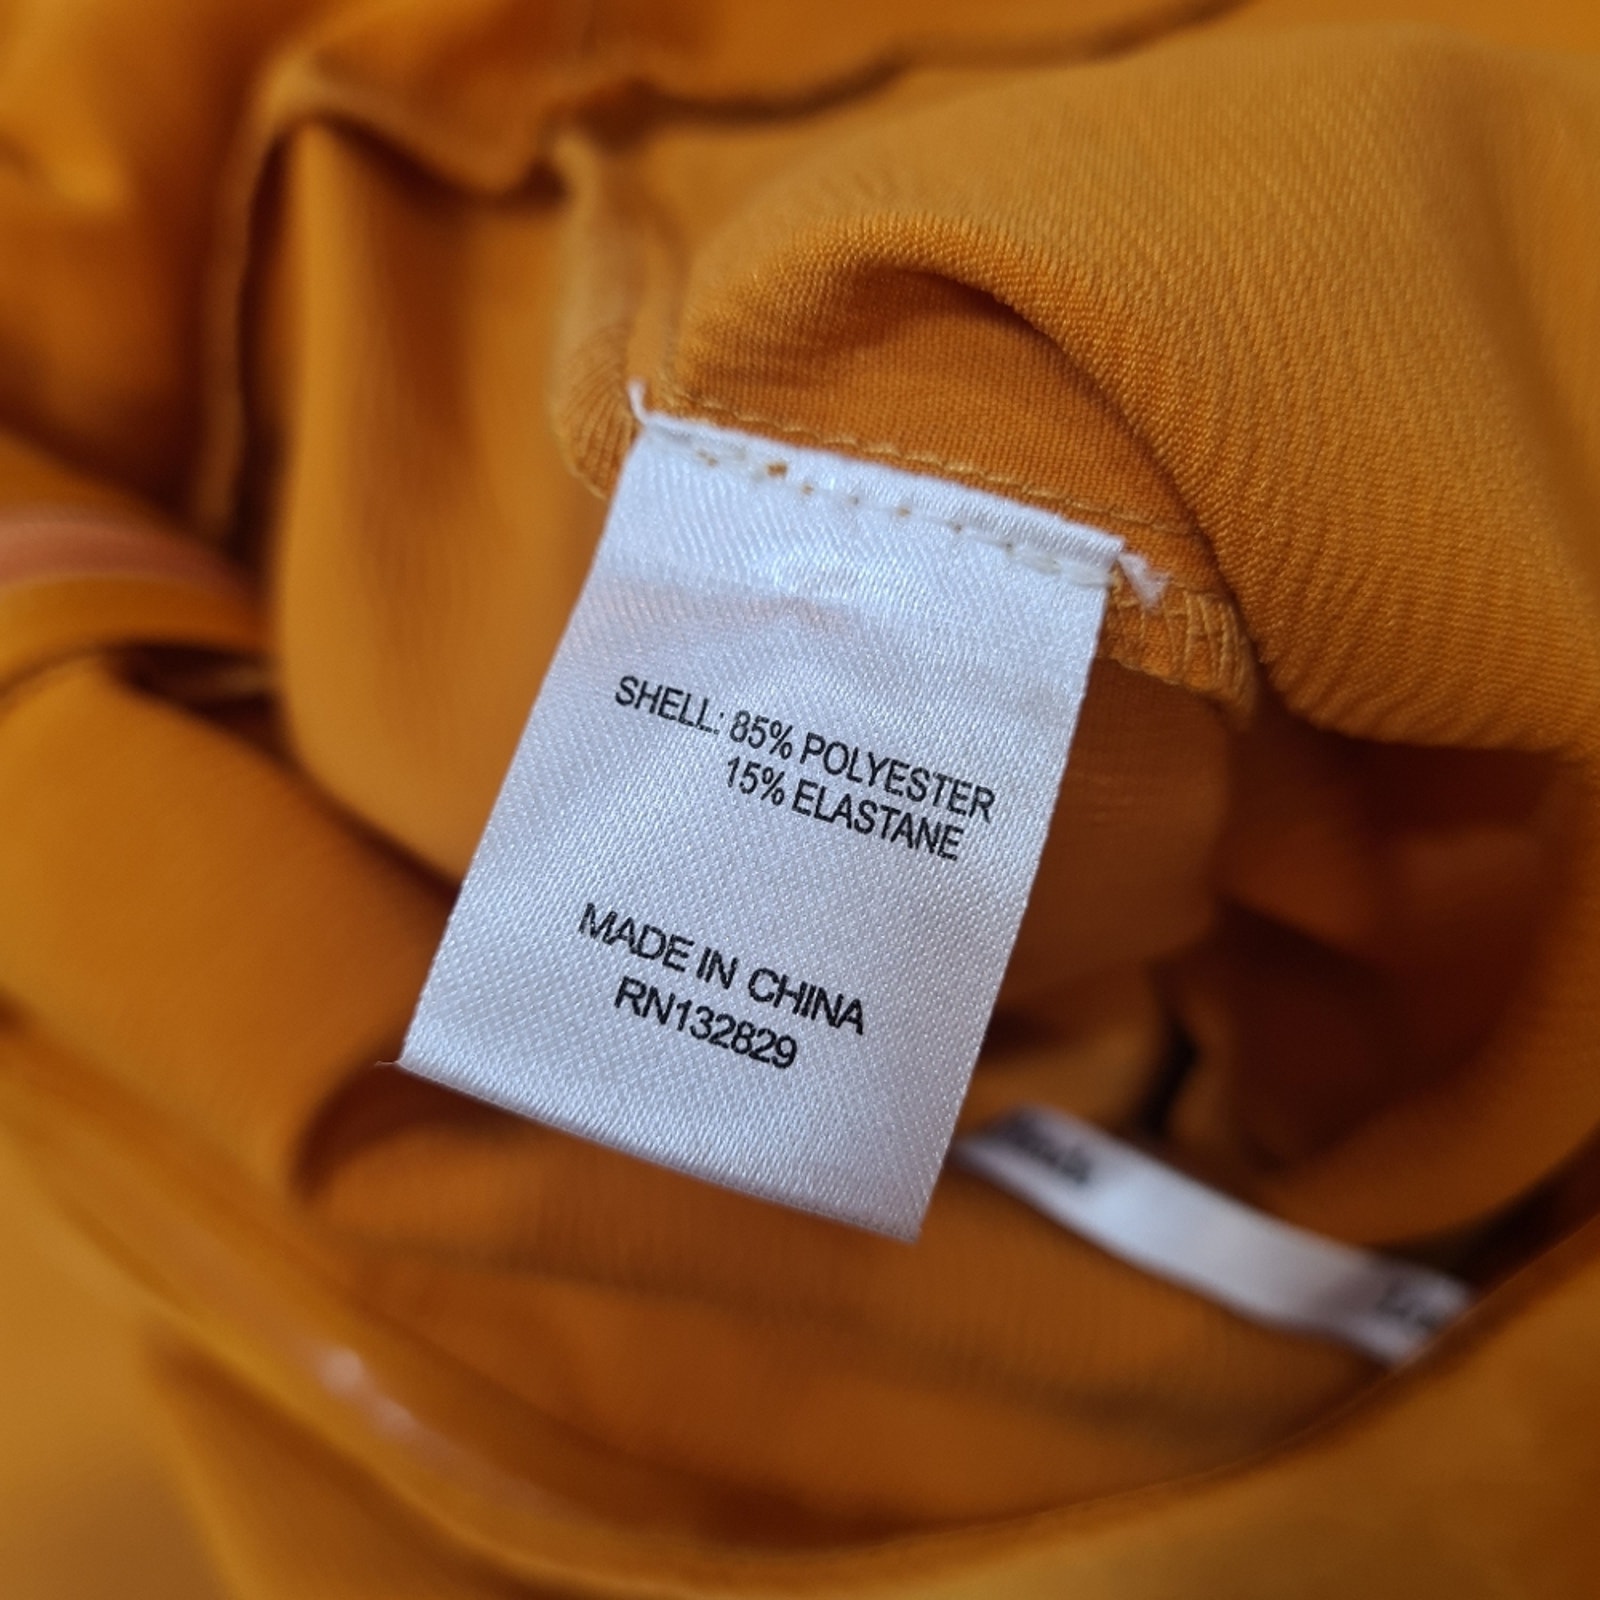 SHELL: 85% POLYESTER
15% ELASTANE
MADE IN CHINA
RN132829